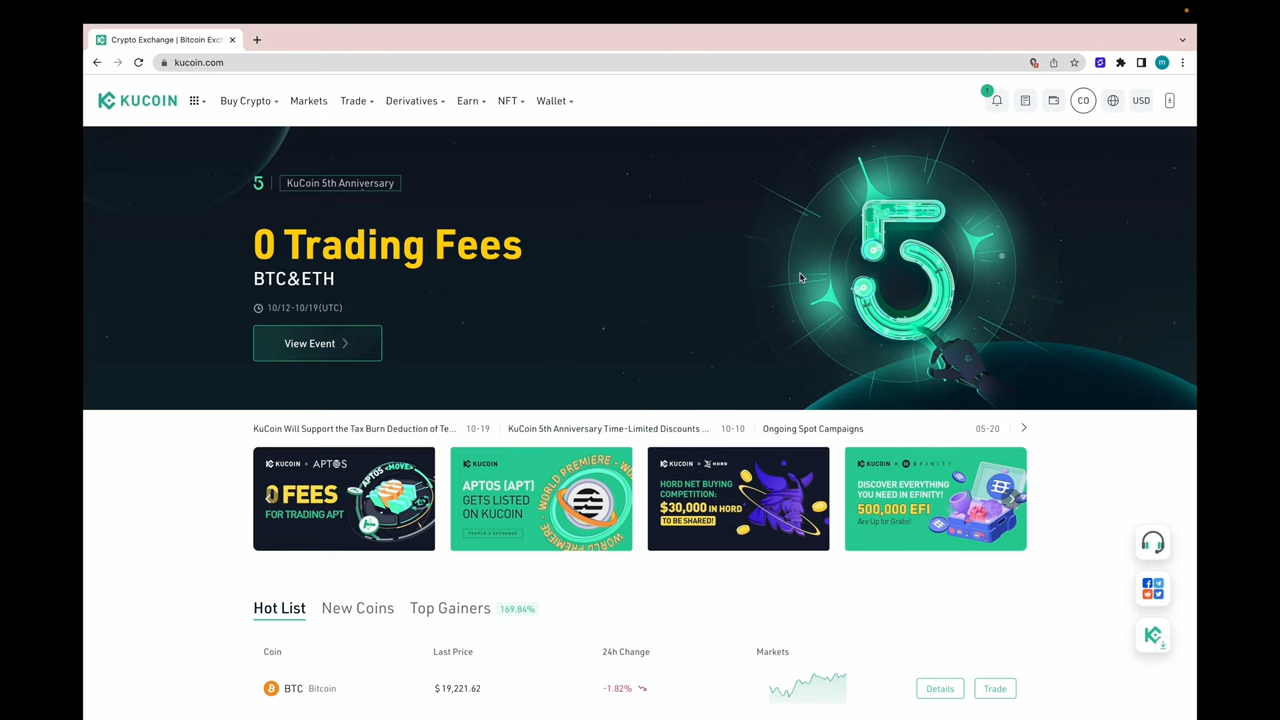 Crypto Exchange | Bitcoin Exc
kucoin.com
m
KUCOIN
Buy Crypto
Markets
Trade
Derivatives
Earn
NFT
Wallet
1
CO
USD
5 | KuCoin 5th Anniversary
0 Trading Fees
BTC&ETH
10/12-10/19(UTC)
View Event
5
KuCoin Will Support the Tax Burn Deduction of Te... 10-19
KuCoin 5th Anniversary Time-Limited Discounts ... 10-10
Ongoing Spot Campaigns 05-20
KUCOIN × APTOS
0 FEES
FOR TRADING APT
APTOS <MOVE>
KUCOIN
APTOS (APT)
GETS LISTED
ON KUCOIN
PEOPLE'S EXCHANGE
WORLD PREMIERE
KUCOIN × HORD
HORD NET BUYING
COMPETITION:
$30,000 IN HORD
TO BE SHARED!
KUCOIN × EFINITY
DISCOVER EVERYTHING
YOU NEED IN EFINITY!
500,000 EFI
Are Up for Grabs!
Hot List
New Coins
Top Gainers 169.84%
Coin
Last Price
24h Change
Markets
BTC Bitcoin
$ 19,221.62
-1.82%
Details
Trade